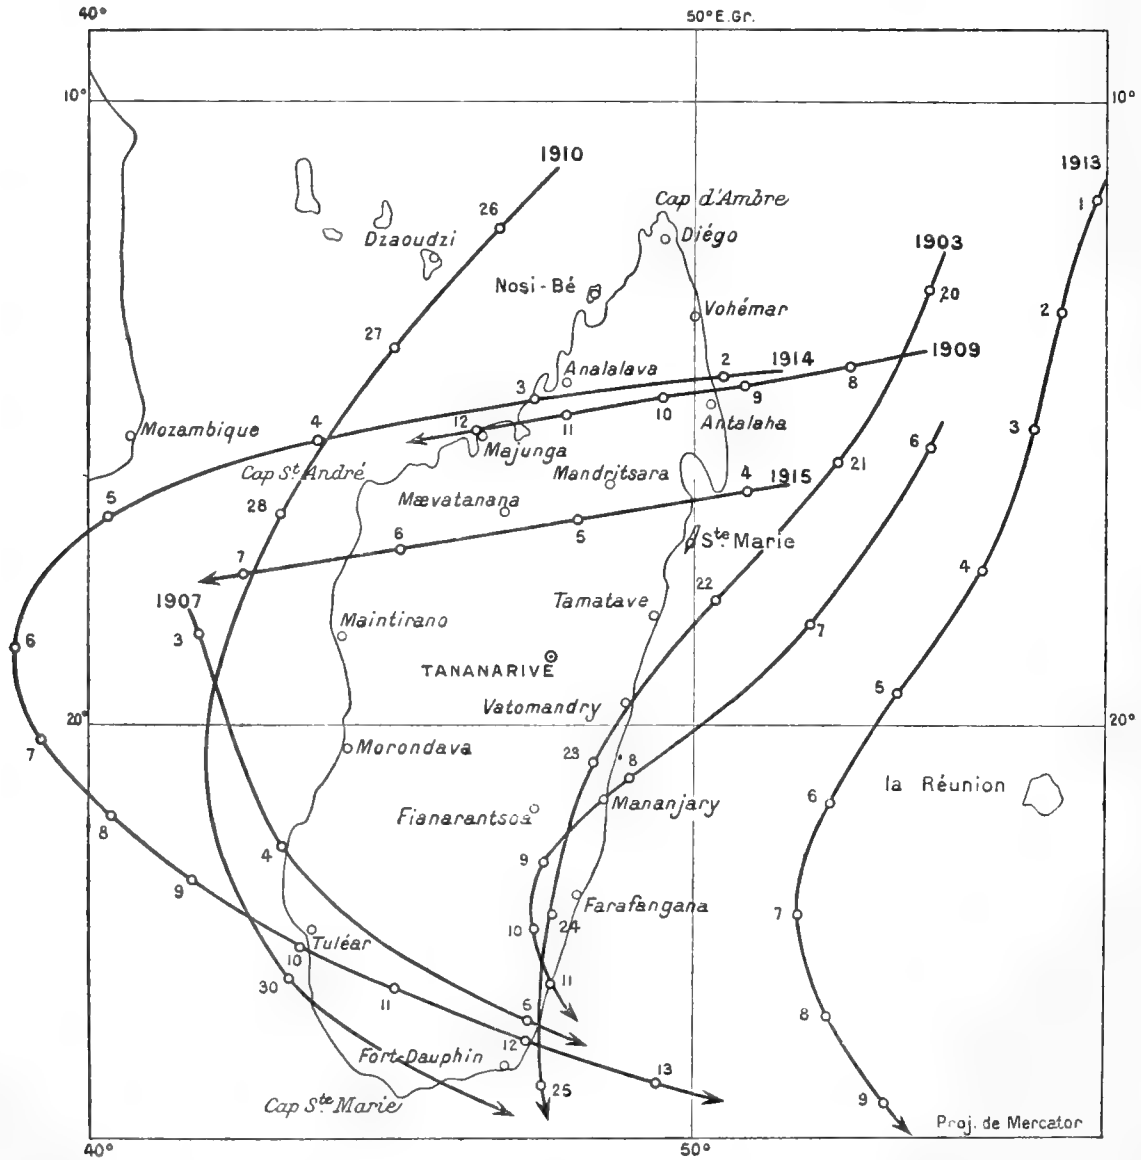 40°
50° E.Gr.
10°
10°
1910
1913
1
26
Cap d'Ambre
Dzaoudzi
Diégo
1903
Nosi-Bé
20
Vohémar
2
27
1914
1909
2
8
Analalava
3
9
10
Antalaha
4
12
11
Mozambique
Majunga
3
6
Cap St. André
21
Mandritsara
4
1915
5
28
Mævatanana
5
6
Ste Marie
7
4
22
1907
Tamatave
3
Maintirano
7
6
TANANARIVE
5
Vatomandry
20°
20°
7
Morondava
23
8
la Réunion
6
Mananjary
8
Fianarantsoa
4
9
9
Farafangana
7
24
10
Tuléar
10
30
11
11
6
8
12
Fort-Dauphin
13
25
9
Cap Ste Marie
Proj. de Mercator
40°
50°